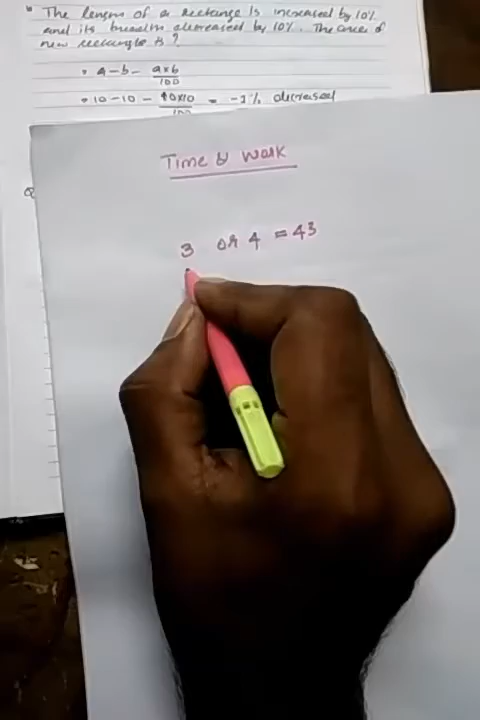 The length of a rectange is increased by 10%
and its breadth decreased by 10%. The area of
new rectangle is?
= a - b - a×b/100
= 10 - 10 - 10×10/100 = -1% decreased
Time & Work
3 or 4 = 43